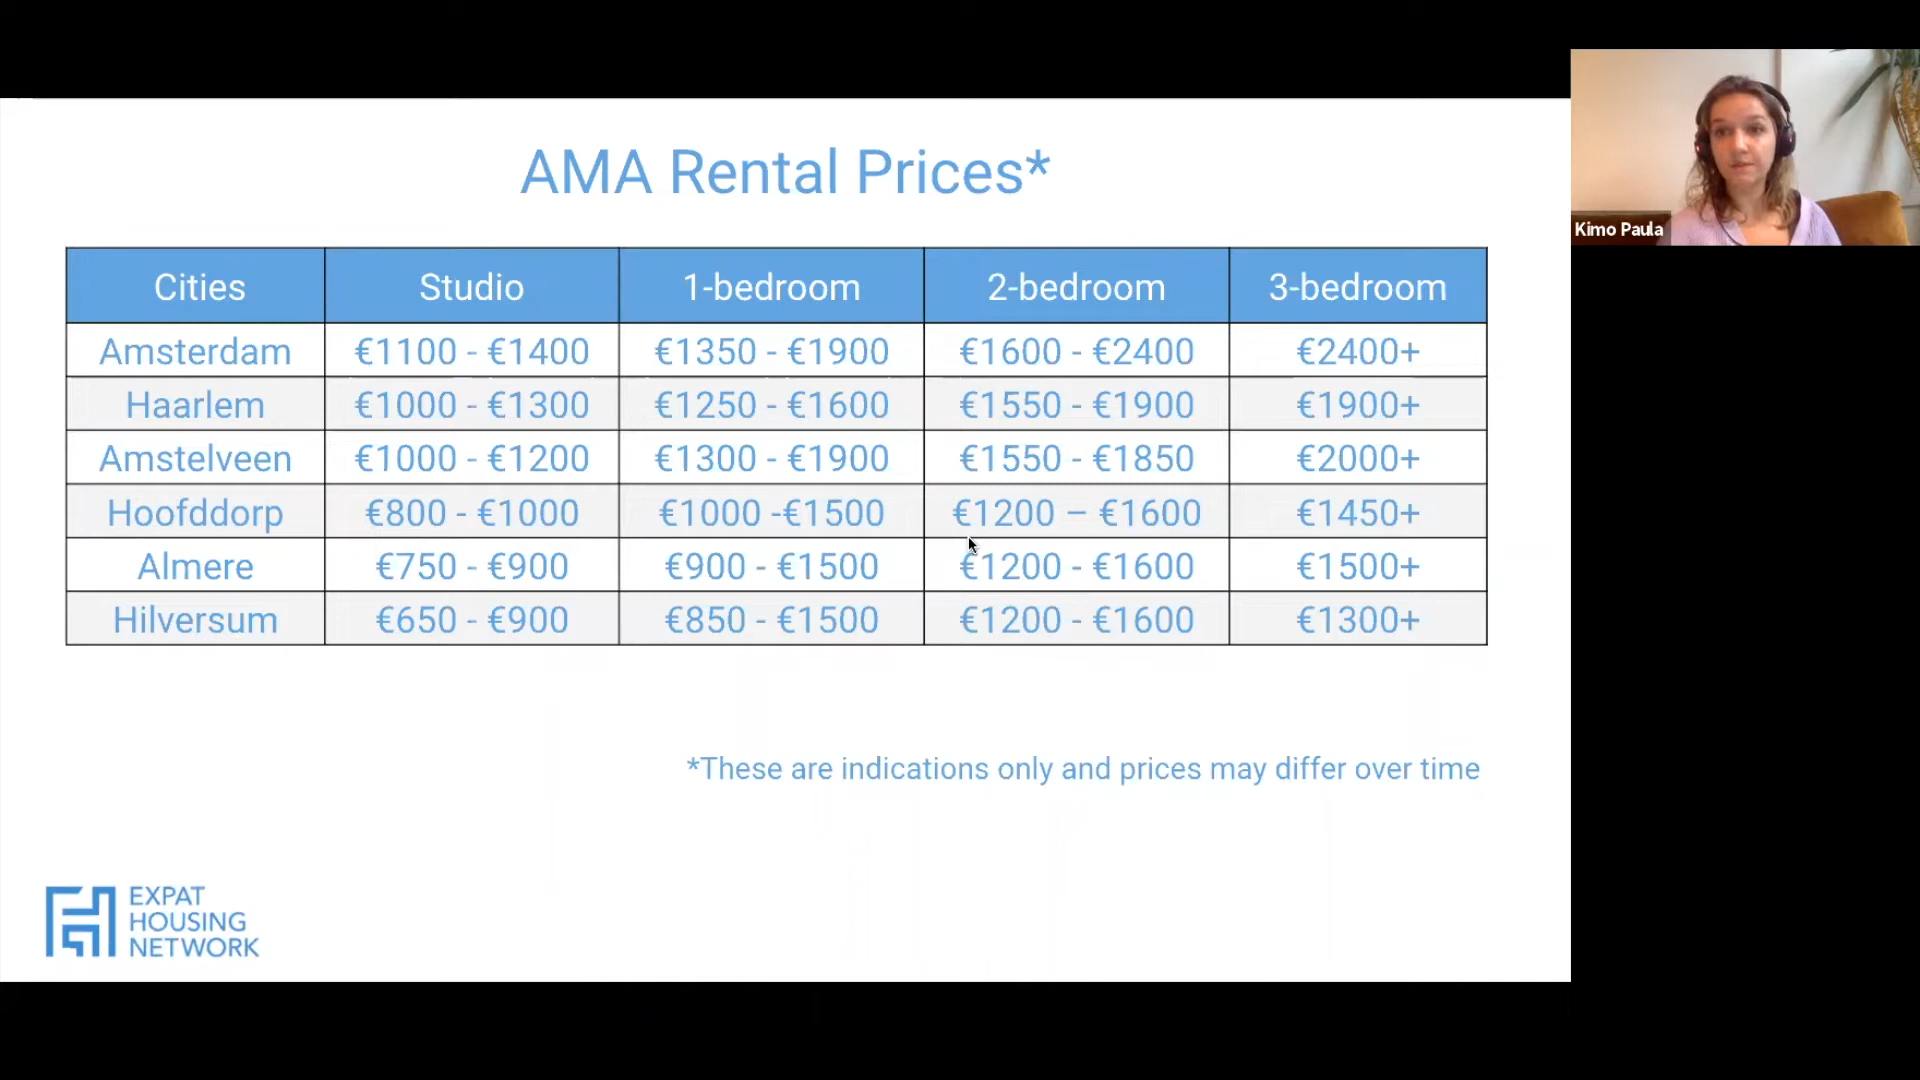 AMA Rental Prices*
Cities Studio 1-bedroom 2-bedroom 3-bedroom
Amsterdam €1100 - €1400 €1350 - €1900 €1600 - €2400 €2400+
Haarlem €1000 - €1300 €1250 - €1600 €1550 - €1900 €1900+
Amstelveen €1000 - €1200 €1300 - €1900 €1550 - €1850 €2000+
Hoofddorp €800 - €1000 €1000 -€1500 €1200 – €1600 €1450+
Almere €750 - €900 €900 - €1500 €1200 - €1600 €1500+
Hilversum €650 - €900 €850 - €1500 €1200 - €1600 €1300+
*These are indications only and prices may differ over time
EXPAT
HOUSING
NETWORK
Kimo Paula